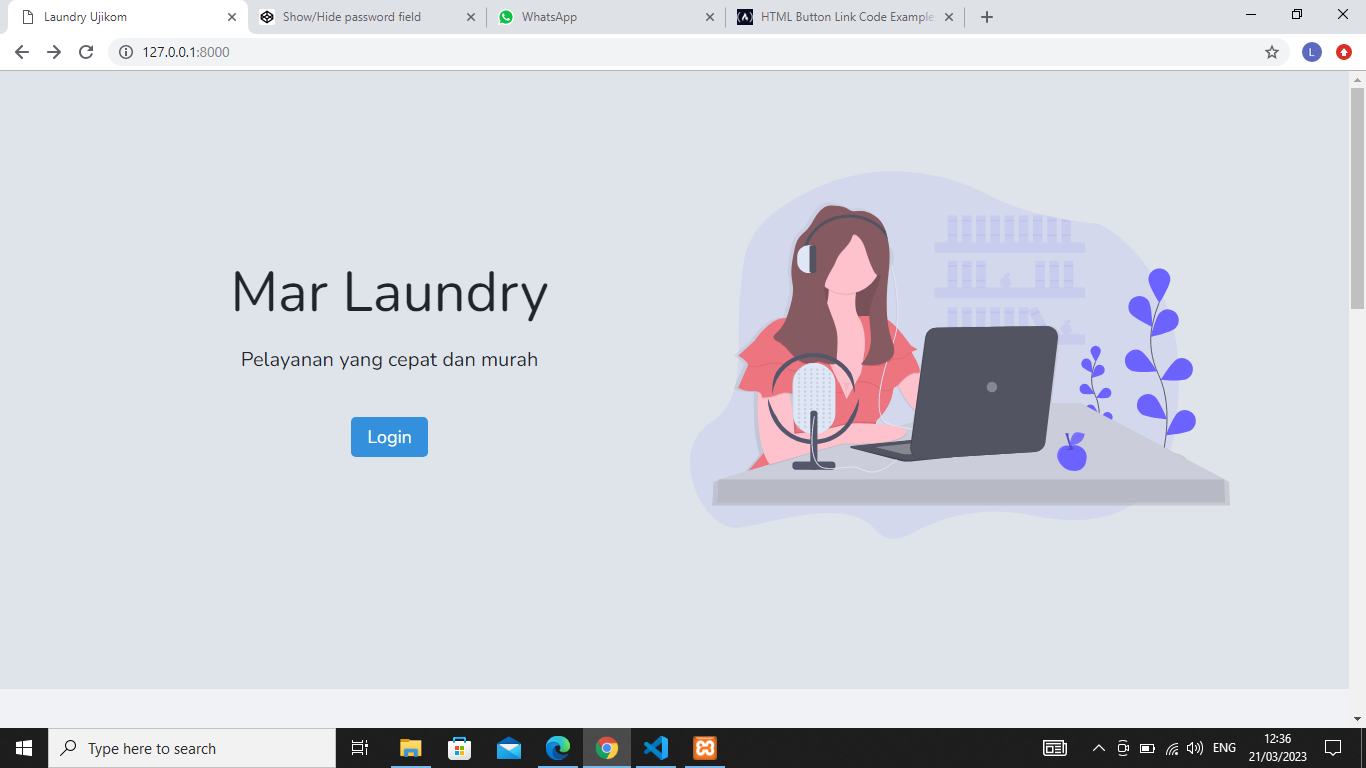 Laundry Ujikom
Show/Hide password field
WhatsApp
HTML Button Link Code Example
127.0.0.1:8000
L
Mar Laundry
Pelayanan yang cepat dan murah
Login
Type here to search
ENG
12:36
21/03/2023